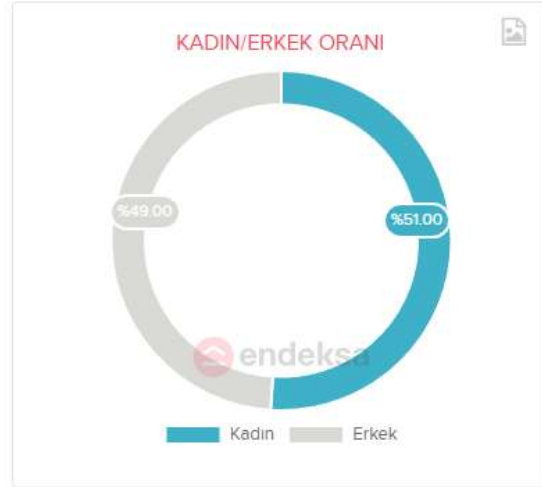 KADIN/ERKEK ORANI
%49.00
%51.00
endeksa
Kadın
Erkek